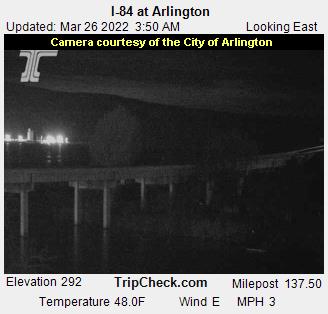 I-84 at Arlington
Updated: Mar 26 2022 3:50 AM Looking East
Camera courtesy of the City of Arlington
Elevation 292 TripCheck.com Milepost 137.50
Temperature 48.0F Wind E MPH 3